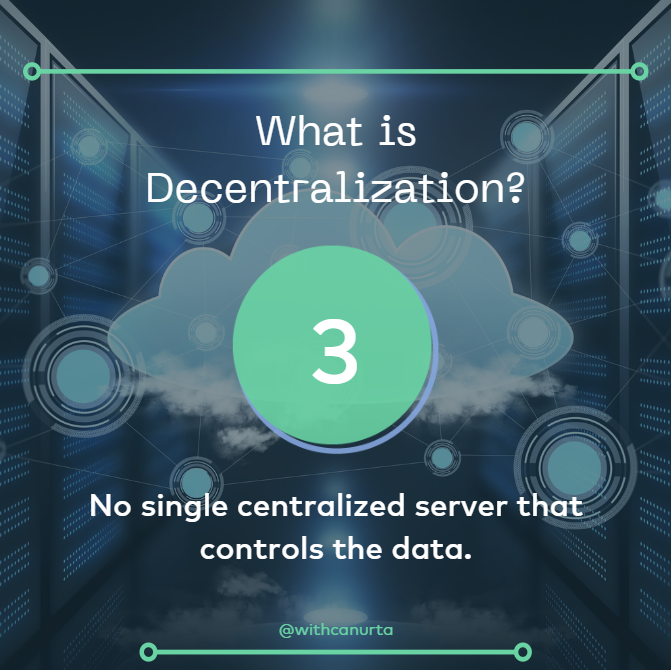 What is
Decentralization?
3
No single centralized server that
controls the data.
@withcanurta